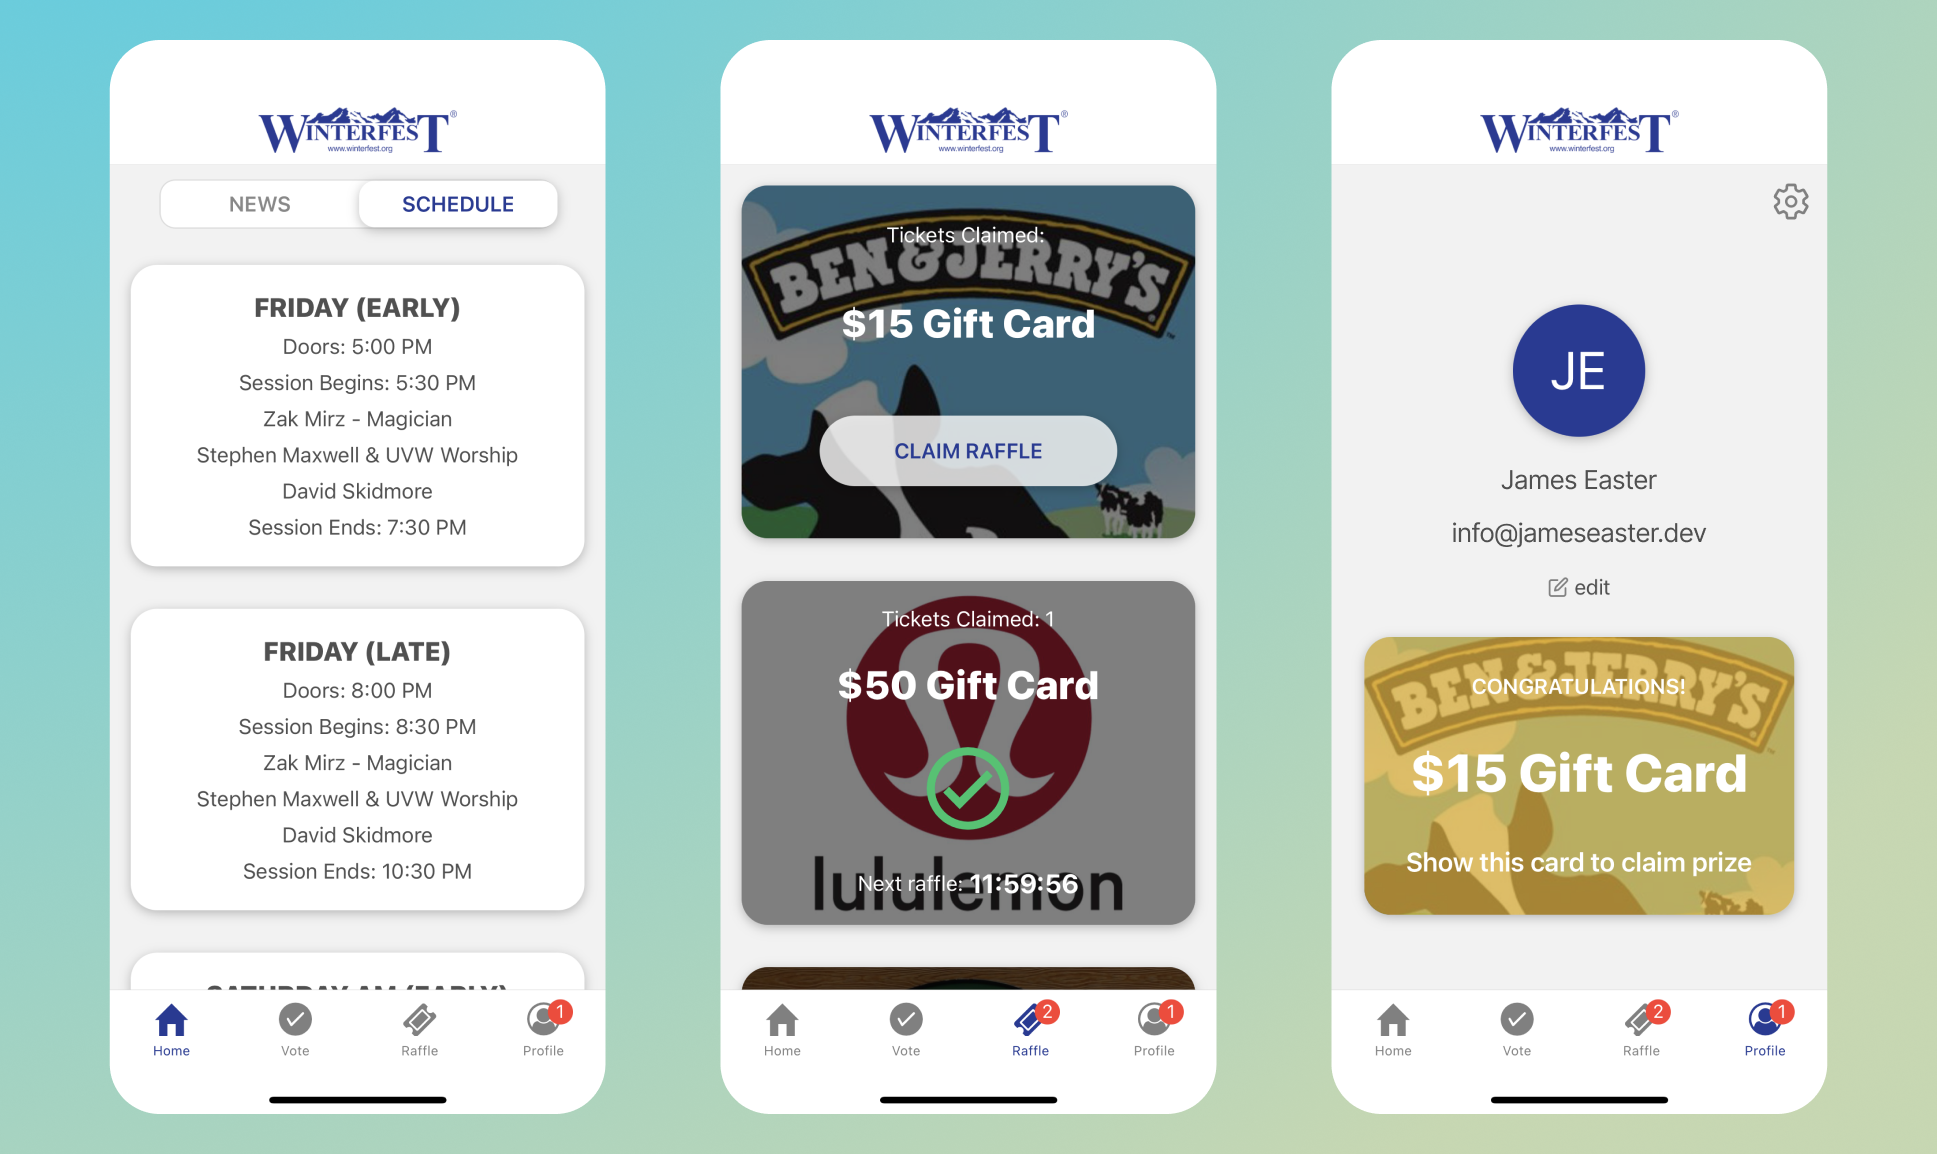 WINTERFEST®
www.winterfest.org
NEWS
SCHEDULE
FRIDAY (EARLY)
Doors: 5:00 PM
Session Begins: 5:30 PM
Zak Mirz - Magician
Stephen Maxwell & UVW Worship
David Skidmore
Session Ends: 7:30 PM
FRIDAY (LATE)
Doors: 8:00 PM
Session Begins: 8:30 PM
Zak Mirz - Magician
Stephen Maxwell & UVW Worship
David Skidmore
Session Ends: 10:30 PM
SATURDAY AM (EARLY)
Home
Vote
Raffle
1
Profile
WINTERFEST®
www.winterfest.org
Tickets Claimed:
BEN & JERRY'S
™
$15 Gift Card
CLAIM RAFFLE
Tickets Claimed: 1
$50 Gift Card
lululemon
Next raffle: 11:59:56
Home
Vote
2
Raffle
1
Profile
WINTERFEST®
www.winterfest.org
JE
James Easter
info@jameseaster.dev
edit
BEN & JERRY'S
CONGRATULATIONS!
$15 Gift Card
Show this card to claim prize
Home
Vote
2
Raffle
1
Profile